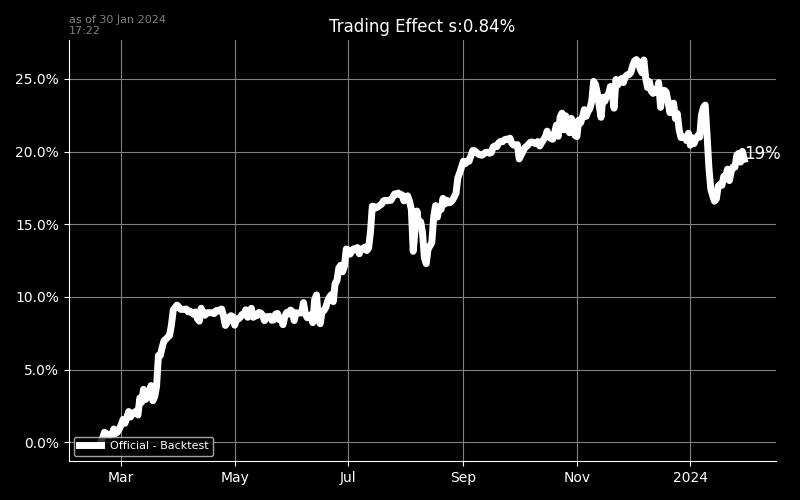 as of 30 Jan 2024
17:22
Trading Effect s:0.84%
25.0%
20.0%
15.0%
10.0%
5.0%
0.0%
19%
Official - Backtest
Mar May Jul Sep Nov 2024